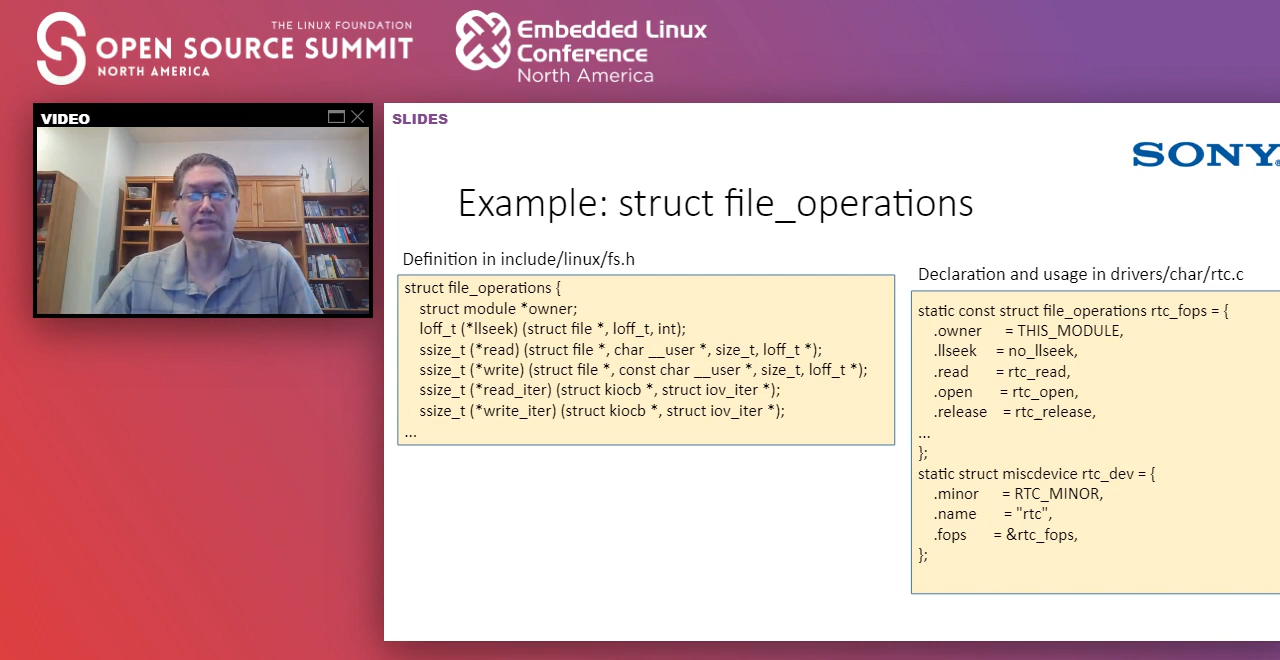 THE LINUX FOUNDATION
OPEN SOURCE SUMMIT
NORTH AMERICA
Embedded Linux
Conference
North America
VIDEO
SLIDES
SONY
Example: struct file_operations
Definition in include/linux/fs.h
struct file_operations {
struct module *owner;
loff_t (*llseek) (struct file *, loff_t, int);
ssize_t (*read) (struct file *, char __user *, size_t, loff_t *);
ssize_t (*write) (struct file *, const char __user *, size_t, loff_t *);
ssize_t (*read_iter) (struct kiocb *, struct iov_iter *);
ssize_t (*write_iter) (struct kiocb *, struct iov_iter *);
...
Declaration and usage in drivers/char/rtc.c
static const struct file_operations rtc_fops = {
.owner = THIS_MODULE,
.llseek = no_llseek,
.read = rtc_read,
.open = rtc_open,
.release = rtc_release,
...
};
static struct miscdevice rtc_dev = {
.minor = RTC_MINOR,
.name = "rtc",
.fops = &rtc_fops,
};